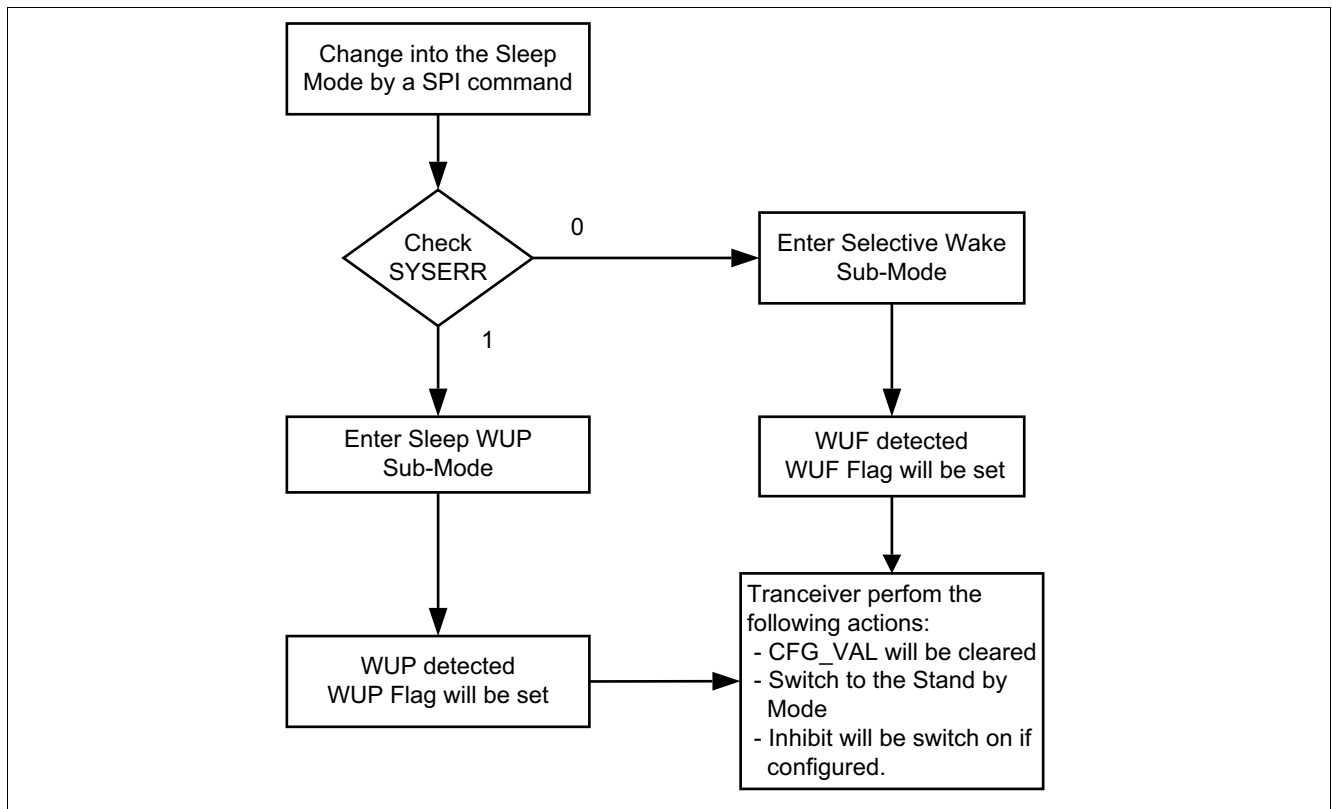 Change into the Sleep
Mode by a SPI command
Check
SYSERR
0
1
Enter Selective Wake
Sub-Mode
Enter Sleep WUP
Sub-Mode
WUF detected
WUF Flag will be set
WUP detected
WUP Flag will be set
Tranceiver perfom the
following actions:
- CFG_VAL will be cleared
- Switch to the Stand by
Mode
- Inhibit will be switch on if
configured.